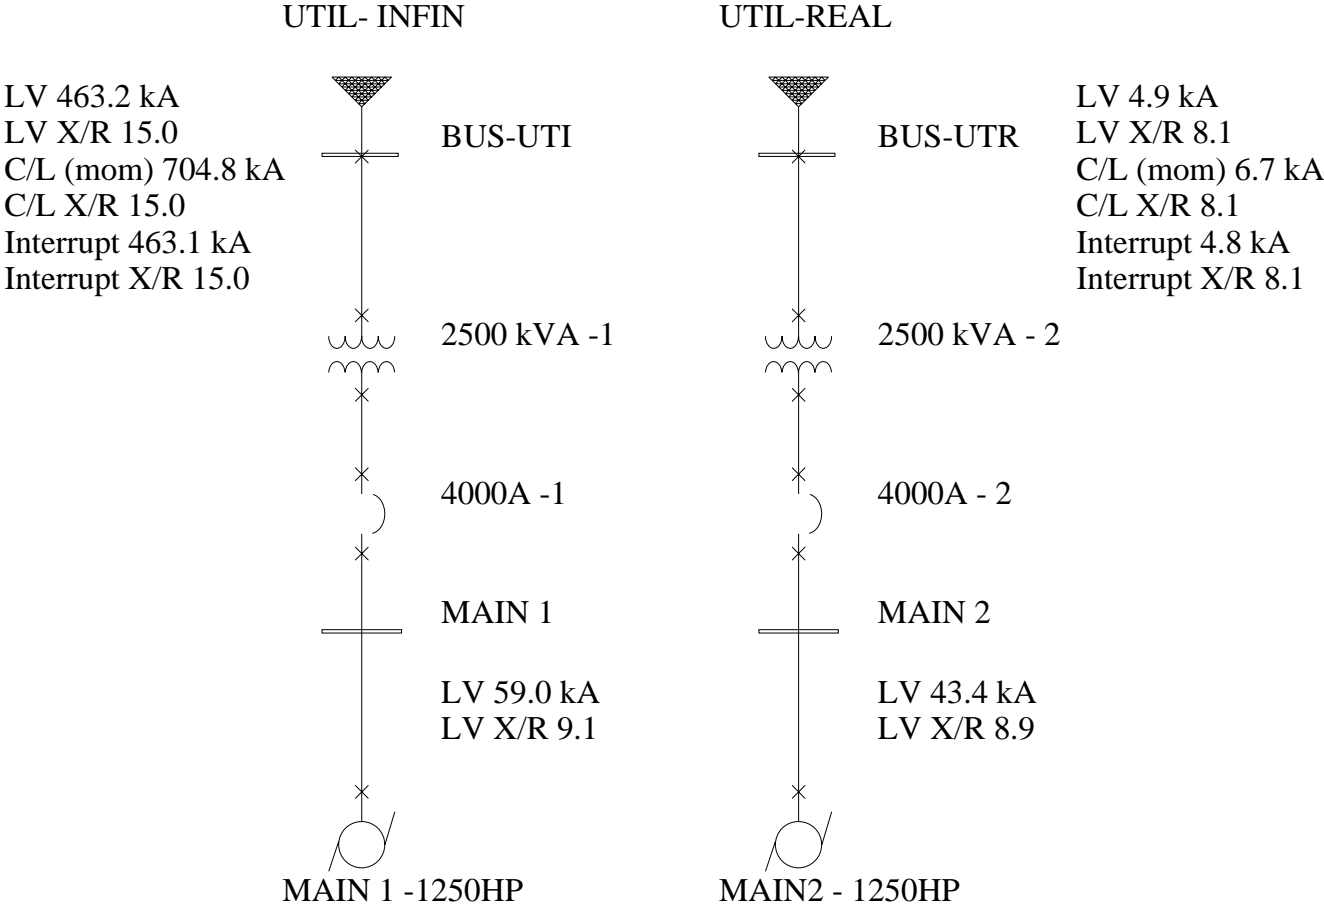 UTIL- INFIN
UTIL-REAL
LV 463.2 kA
LV X/R 15.0
C/L (mom) 704.8 kA
C/L X/R 15.0
Interrupt 463.1 kA
Interrupt X/R 15.0
BUS-UTI
BUS-UTR
LV 4.9 kA
LV X/R 8.1
C/L (mom) 6.7 kA
C/L X/R 8.1
Interrupt 4.8 kA
Interrupt X/R 8.1
2500 kVA -1
2500 kVA - 2
4000A -1
4000A - 2
MAIN 1
MAIN 2
LV 59.0 kA
LV X/R 9.1
LV 43.4 kA
LV X/R 8.9
MAIN 1 -1250HP
MAIN2 - 1250HP